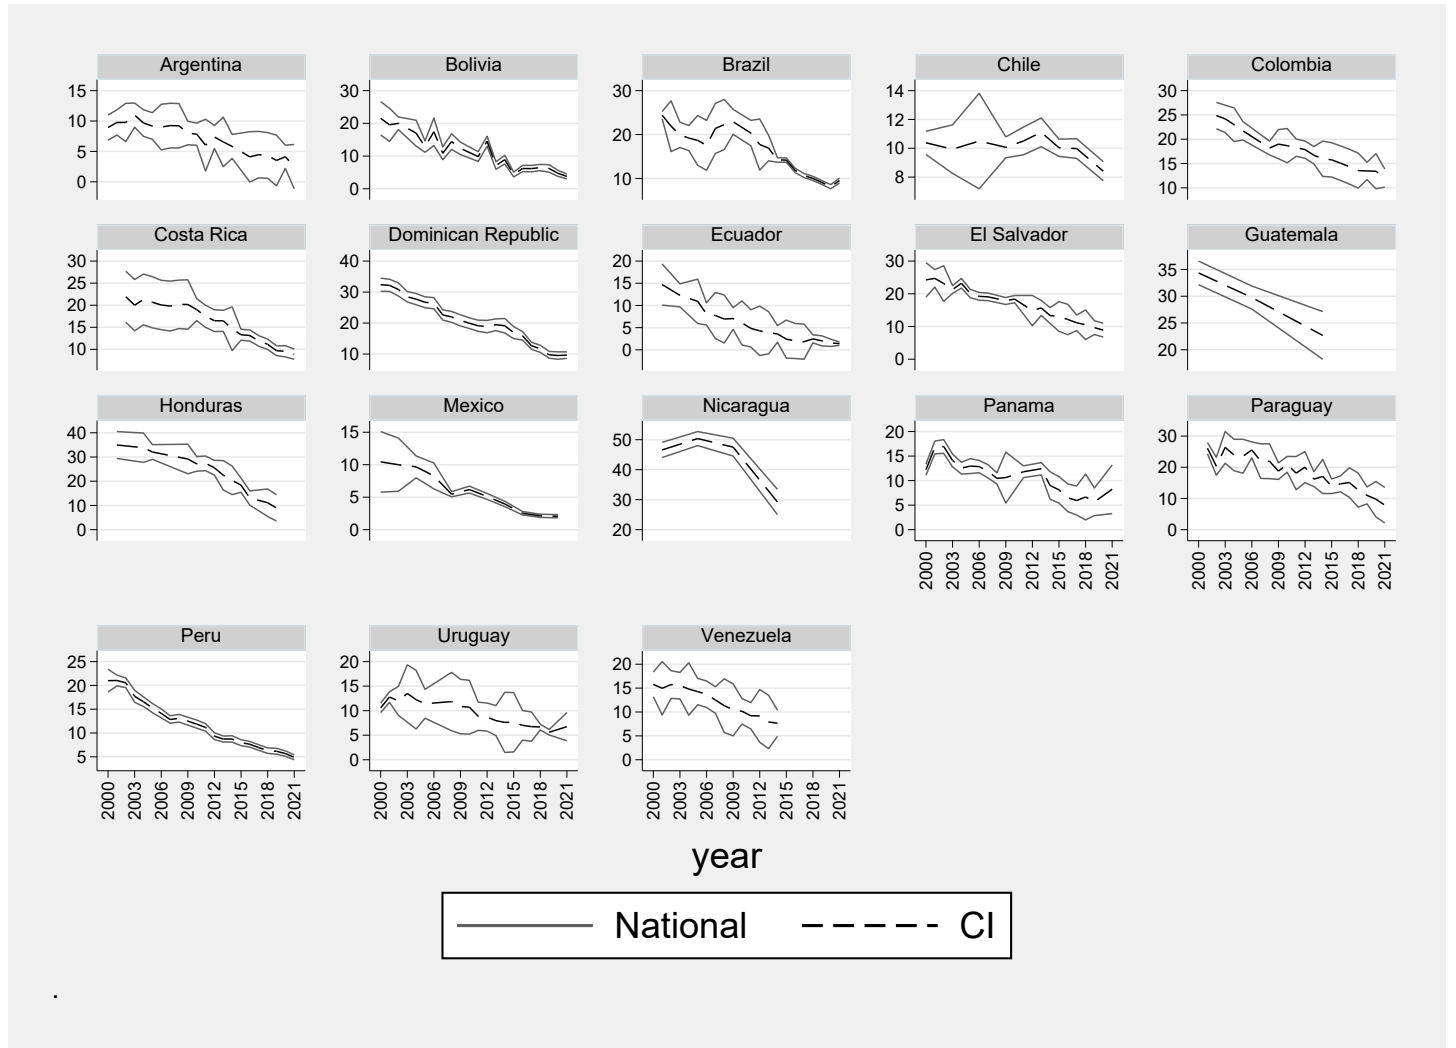 Argentina Bolivia Brazil Chile Colombia
15 10 5 0
30 20 10 0
30 20 10
14 12 10 8
30 25 20 15 10
Costa Rica Dominican Republic Ecuador El Salvador Guatemala
30 25 20 15 10
40 30 20 10
20 15 10 5 0
30 20 10 0
35 30 25 20
Honduras Mexico Nicaragua Panama Paraguay
40 30 20 10 0
15 10 5 0
50 40 30 20
20 15 10 5 0
30 20 10 0
2000 2003 2006 2009 2012 2015 2018 2021
2000 2003 2006 2009 2012 2015 2018 2021
Peru Uruguay Venezuela
25 20 15 10 5
20 15 10 5 0
20 15 10 5 0
2000 2003 2006 2009 2012 2015 2018 2021
2000 2003 2006 2009 2012 2015 2018 2021
2000 2003 2006 2009 2012 2015 2018 2021
year
National CI
.